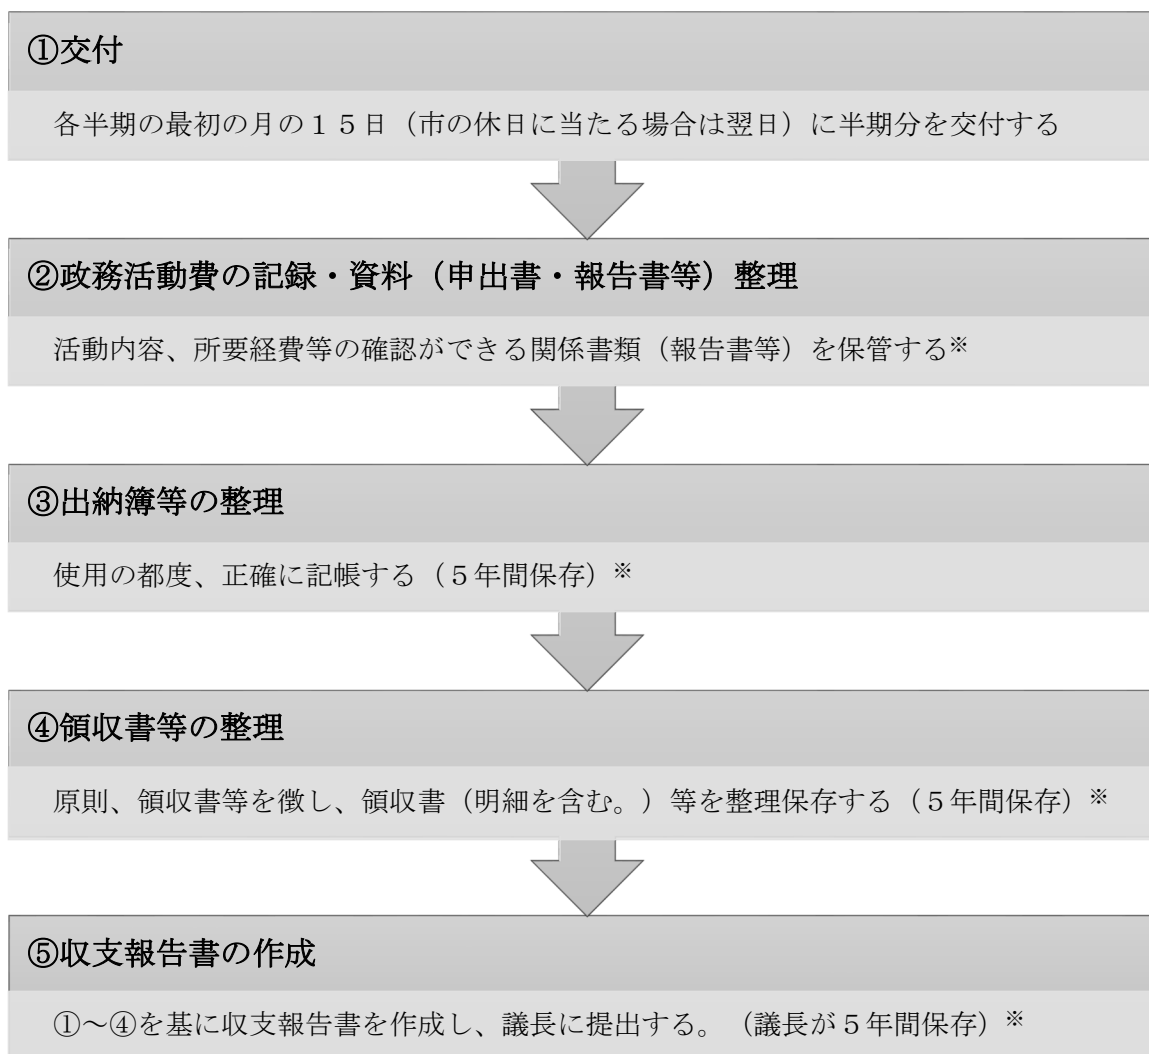 ①交付
各半期の最初の月の１５日（市の休日に当たる場合は翌日）に半期分を交付する
②政務活動費の記録・資料（申出書・報告書等）整理
活動内容、所要経費等の確認ができる関係書類（報告書等）を保管する※
③出納簿等の整理
使用の都度、正確に記帳する（５年間保存）※
④領収書等の整理
原則、領収書等を徴し、領収書（明細を含む。）等を整理保存する（５年間保存）※
⑤収支報告書の作成
①～④を基に収支報告書を作成し、議長に提出する。（議長が５年間保存）※